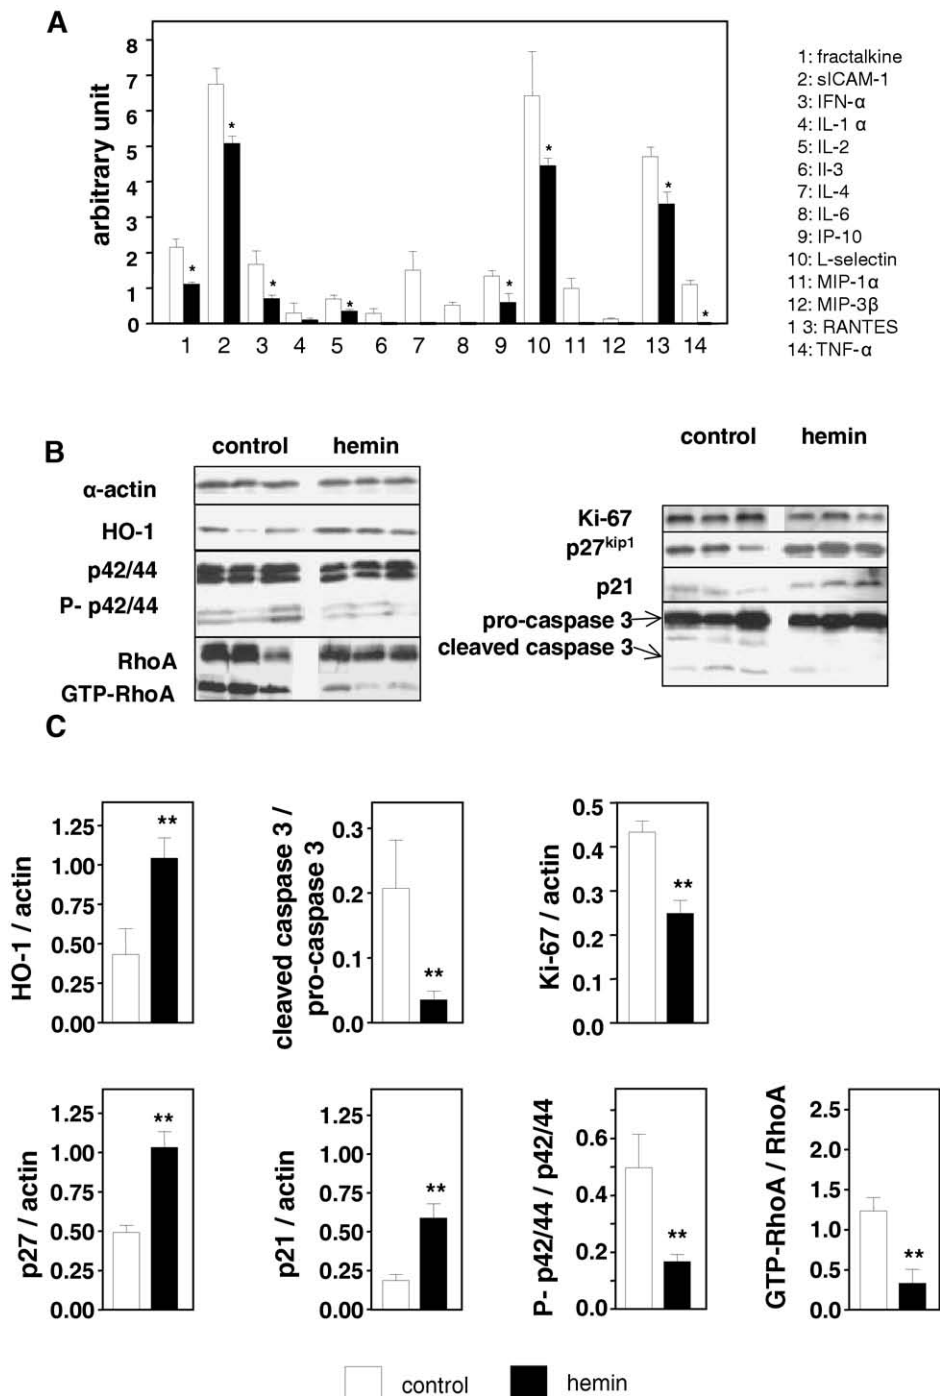 A
arbitrary unit
8
7
6
5
4
3
2
1
0
* * * * * * * * *
1 2 3 4 5 6 7 8 9 10 11 12 13 14
1: fractalkine
2: sICAM-1
3: IFN-α
4: IL-1 α
5: IL-2
6: Il-3
7: IL-4
8: IL-6
9: IP-10
10: L-selectin
11: MIP-1α
12: MIP-3β
1 3: RANTES
14: TNF-α
B
control hemin
α-actin
HO-1
p42/44
P- p42/44
RhoA
GTP-RhoA
control hemin
Ki-67
p27kip1
p21
pro-caspase 3
cleaved caspase 3
C
HO-1 / actin
1.25
1.00
0.75
0.50
0.25
0.00
**
cleaved caspase 3 /
pro-caspase 3
0.3
0.2
0.1
0.0
**
Ki-67 / actin
0.5
0.4
0.3
0.2
0.1
0.0
**
p27 / actin
1.25
1.00
0.75
0.50
0.25
0.00
**
p21 / actin
1.25
1.00
0.75
0.50
0.25
0.00
**
P- p42/44 / p42/44
0.6
0.4
0.2
0.0
**
GTP-RhoA / RhoA
2.5
2.0
1.5
1.0
0.5
0.0
**
control hemin